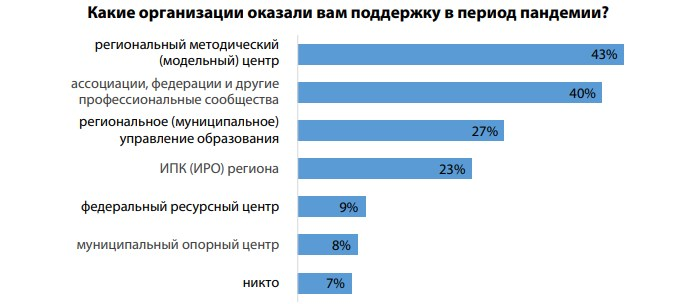 Какие организации оказали вам поддержку в период пандемии?
региональный методический
(модельный) центр
43%
ассоциации, федерации и другие
профессиональные сообщества
40%
региональное (муниципальное)
управление образования
27%
ИПК (ИРО) региона
23%
федеральный ресурсный центр
9%
муниципальный опорный центр
8%
никто
7%